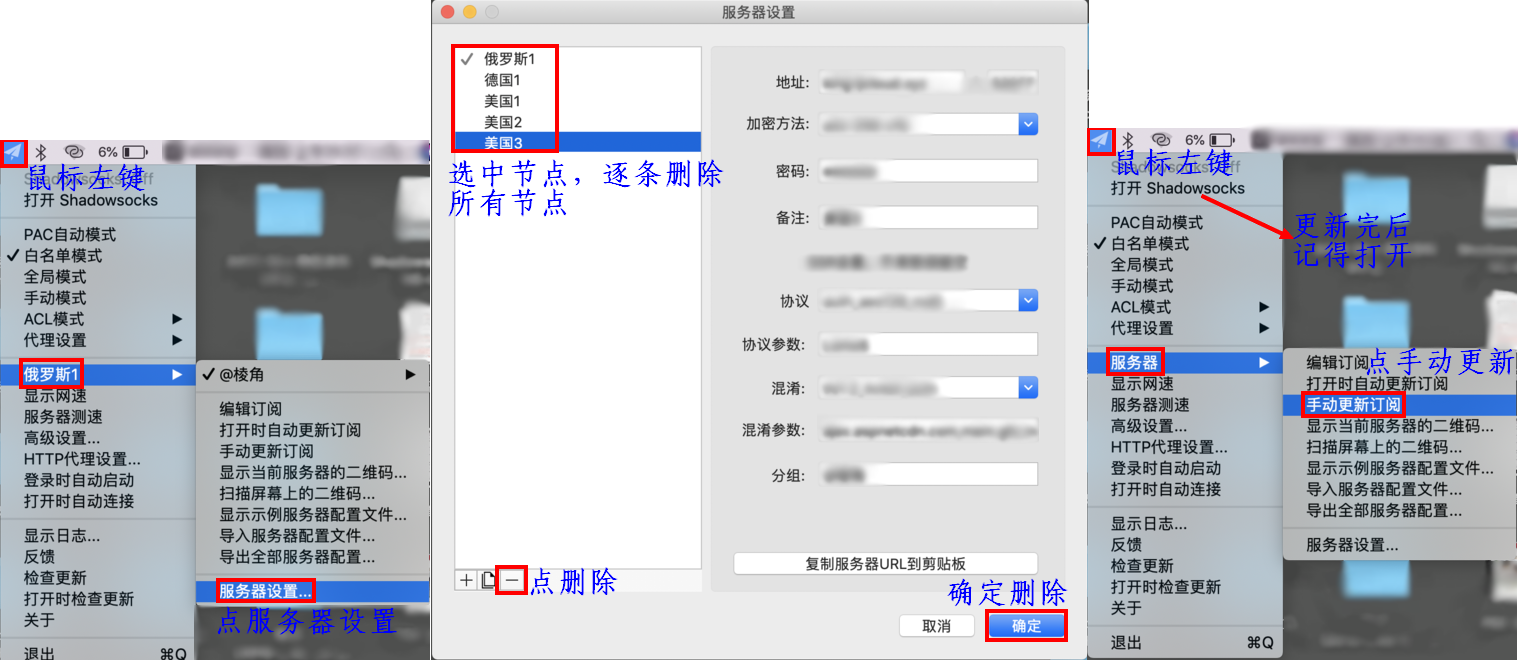 6%
鼠标左键
打开 Shadowsocks
PAC自动模式
白名单模式
全局模式
手动模式
ACL模式
代理设置
俄罗斯1
显示网速
服务器测速
高级设置...
HTTP代理设置...
登录时自动启动
打开时自动连接
显示日志...
反馈
检查更新
打开时检查更新
关于
退出 ⌘Q
@棱角
编辑订阅
打开时自动更新订阅
手动更新订阅
显示当前服务器的二维码...
扫描屏幕上的二维码...
显示示例服务器配置文件...
导入服务器配置文件...
导出全部服务器配置...
服务器设置...
点服务器设置
服务器设置
俄罗斯1
德国1
美国1
美国2
美国3
选中节点，逐条删除
所有节点
点删除
地址:
加密方法:
密码:
备注:
协议
协议参数:
混淆:
混淆参数:
分组:
复制服务器URL到剪贴板
确定删除
取消
确定
6%
鼠标左键
打开 Shadowsocks
更新完后
记得打开
PAC自动模式
白名单模式
全局模式
手动模式
ACL模式
代理设置
服务器
显示网速
服务器测速
高级设置...
HTTP代理设置...
登录时自动启动
打开时自动连接
显示日志...
反馈
检查更新
打开时检查更新
关于
退出 ⌘Q
编辑订阅
点手动更新
打开时自动更新订阅
手动更新订阅
显示当前服务器的二维码...
扫描屏幕上的二维码...
显示示例服务器配置文件...
导入服务器配置文件...
导出全部服务器配置...
服务器设置...